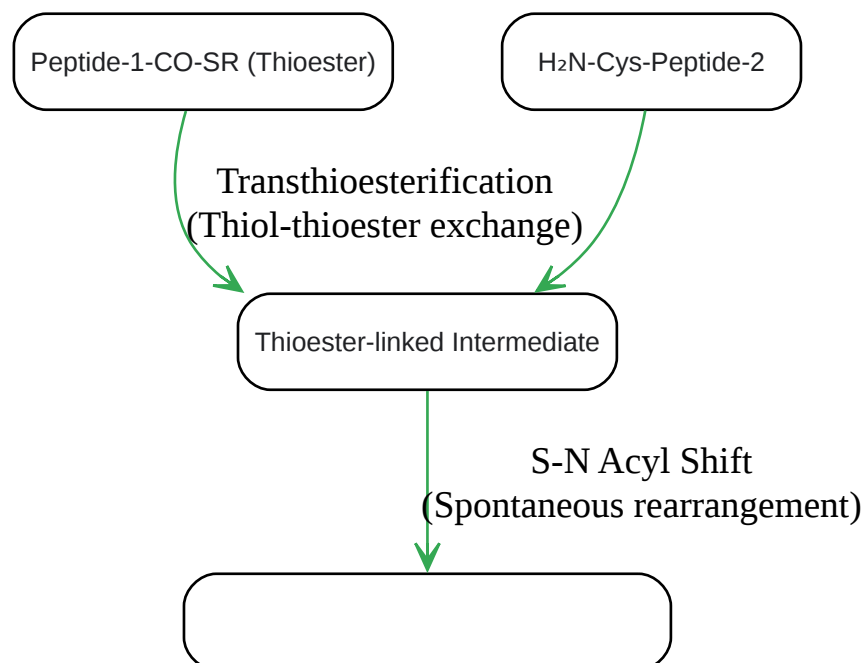 Peptide-1-CO-SR (Thioester)
H₂N-Cys-Peptide-2
Transthioesterification
(Thiol-thioester exchange)
Thioester-linked Intermediate
S-N Acyl Shift
(Spontaneous rearrangement)